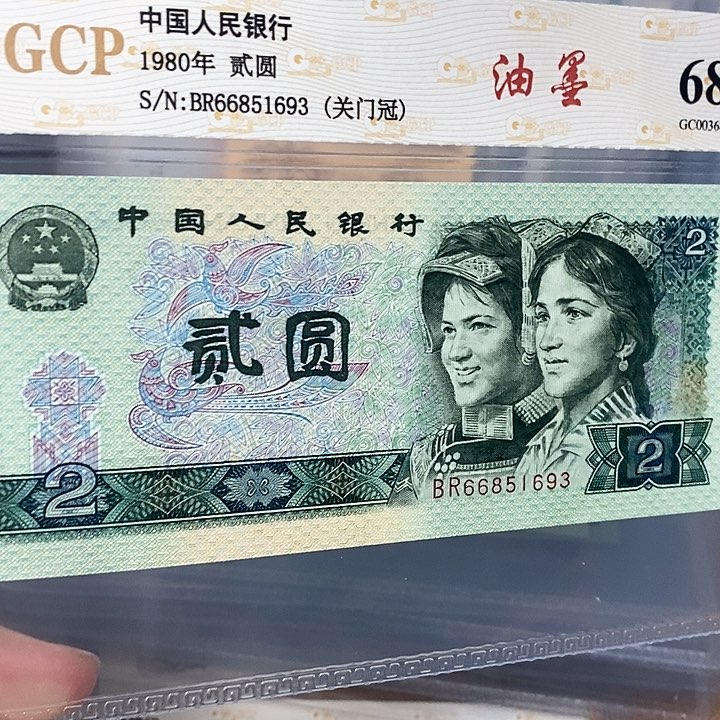 GCP
中国人民银行
1980年 贰圆
S/N:BR66851693 (关门冠)
油墨
68
GC0036
中国人民银行
2
贰圆
2
BR66851693
2